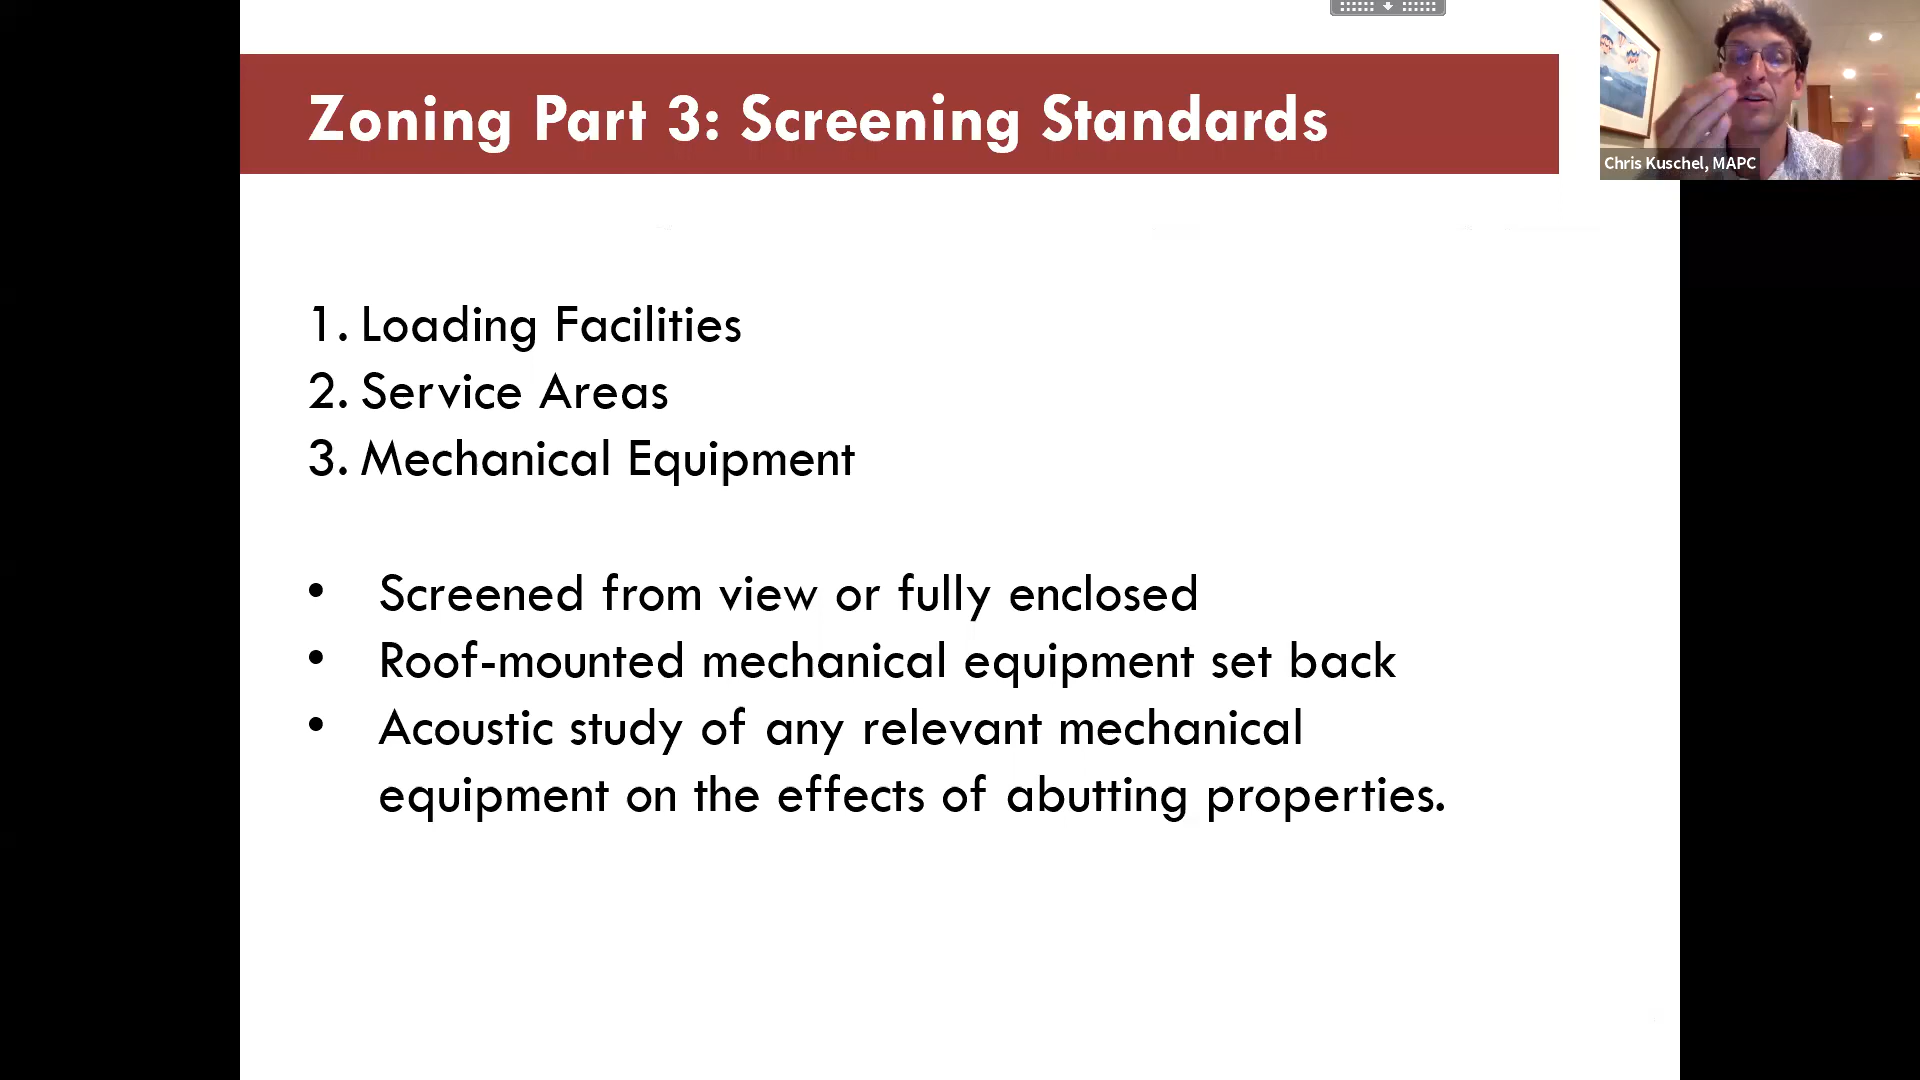 Zoning Part 3: Screening Standards
Chris Kuschel, MAPC
1. Loading Facilities
2. Service Areas
3. Mechanical Equipment
• Screened from view or fully enclosed
• Roof-mounted mechanical equipment set back
• Acoustic study of any relevant mechanical
equipment on the effects of abutting properties.